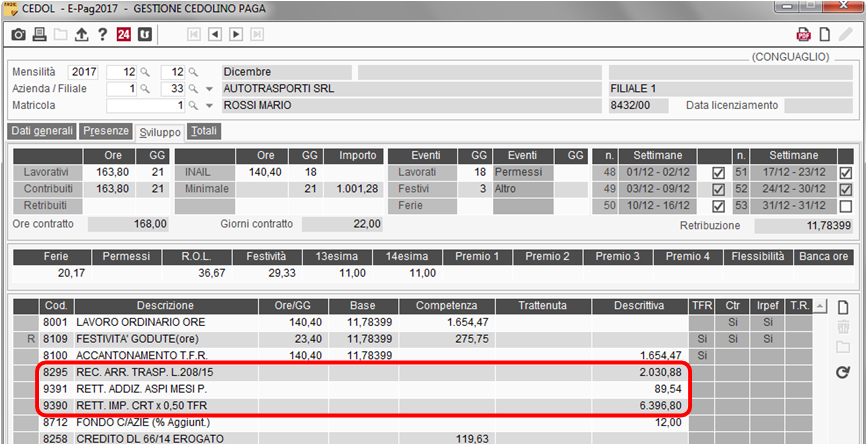 CEDOL - E-Pag2017 - GESTIONE CEDOLINO PAGA
24
PDF
(CONGUAGLIO)
Mensilità 2017 12 12 Dicembre
Azienda / Filiale 1 33 AUTOTRASPORTI SRL FILIALE 1
Matricola 1 ROSSI MARIO 8432/00 Data licenziamento
Dati generali Presenze Sviluppo Totali
Ore GG Ore GG Importo Eventi GG Eventi GG n. Settimane n. Settimane
Lavorativi 163,80 21 INAIL 140,40 18 Lavorati 18 Permessi 48 01/12 - 02/12 51 17/12 - 23/12
Contribuiti 163,80 21 Minimale 21 1.001,28 Festivi 3 Altro 49 03/12 - 09/12 52 24/12 - 30/12
Retribuiti Ferie 50 10/12 - 16/12 53 31/12 - 31/12
Ore contratto 168,00 Giorni contratto 22,00 Retribuzione 11,78399
Ferie Permessi R.O.L. Festività 13esima 14esima Premio 1 Premio 2 Premio 3 Premio 4 Flessibilità Banca ore
20,17 36,67 29,33 11,00 11,00
Cod. Descrizione Ore/GG Base Competenza Trattenuta Descrittiva TFR Ctr Irpef T.R.
8001 LAVORO ORDINARIO ORE 140,40 11,78399 1.654,47 Si Si
R 8109 FESTIVITA' GODUTE(ore) 23,40 11,78399 275,75 Si Si Si
8100 ACCANTONAMENTO T.F.R. 140,40 11,78399 1.654,47 Si
8295 REC. ARR. TRASP. L.208/15 2.030,88
9391 RETT. ADDIZ. ASPI MESI P. 89,54
9390 RETT. IMP. CRT x 0,50 TFR 6.396,80
8712 FONDO C/AZIE (% Aggiunt.) 12,00
8258 CREDITO DL 66/14 EROGATO 119,63